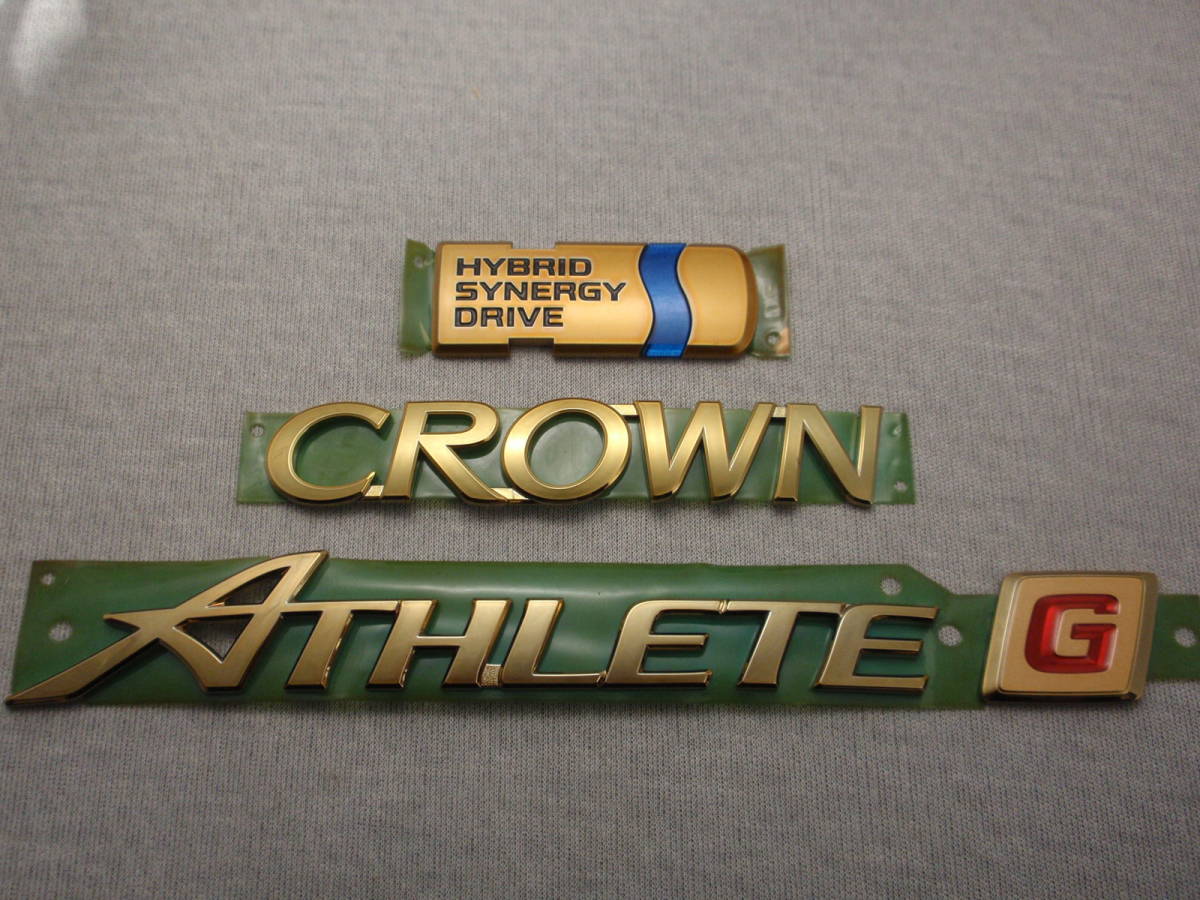 HYBRID
SYNERGY
DRIVE
CROWN
ATHLETE G